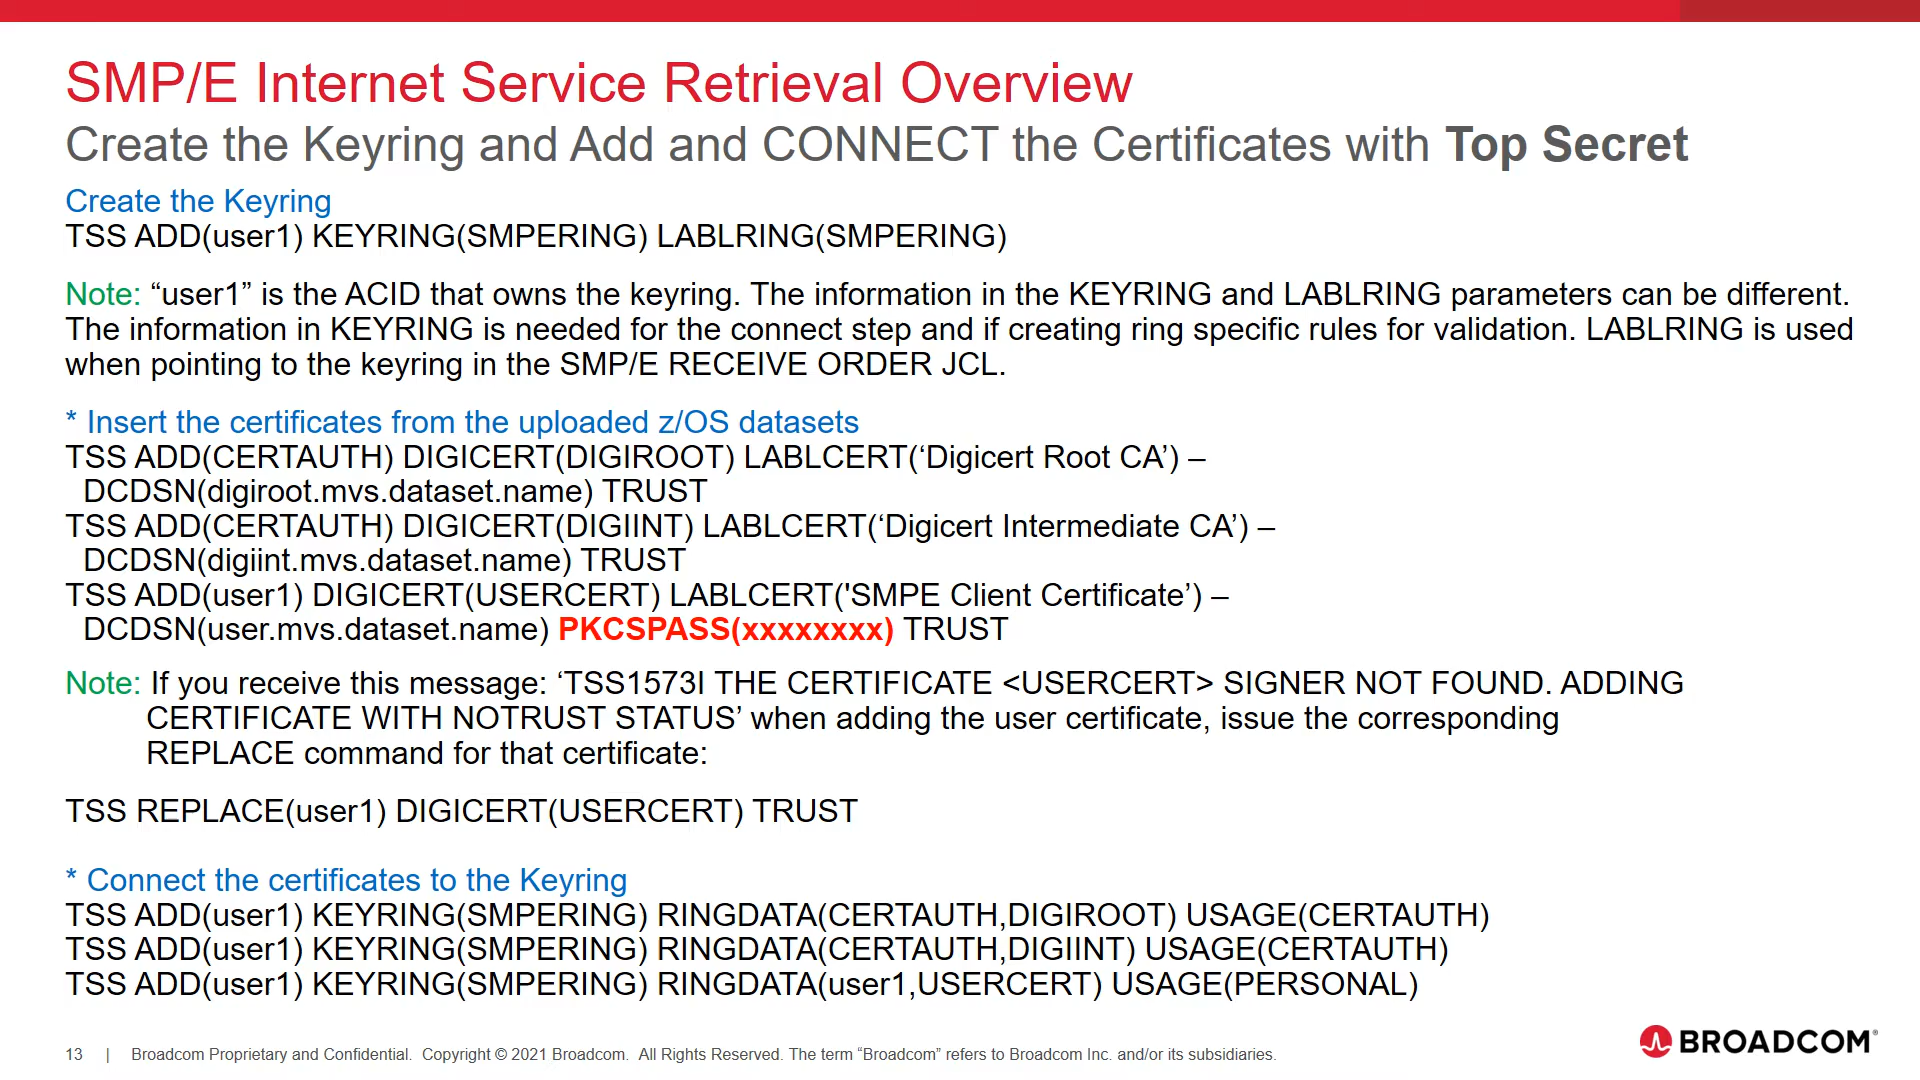 SMP/E Internet Service Retrieval Overview
Create the Keyring and Add and CONNECT the Certificates with Top Secret
Create the Keyring
TSS ADD(user1) KEYRING(SMPERING) LABLRING(SMPERING)
Note: “user1” is the ACID that owns the keyring. The information in the KEYRING and LABLRING parameters can be different.
The information in KEYRING is needed for the connect step and if creating ring specific rules for validation. LABLRING is used
when pointing to the keyring in the SMP/E RECEIVE ORDER JCL.
* Insert the certificates from the uploaded z/OS datasets
TSS ADD(CERTAUTH) DIGICERT(DIGIROOT) LABLCERT(‘Digicert Root CA’) –
DCDSN(digiroot.mvs.dataset.name) TRUST
TSS ADD(CERTAUTH) DIGICERT(DIGIINT) LABLCERT(‘Digicert Intermediate CA’) –
DCDSN(digiint.mvs.dataset.name) TRUST
TSS ADD(user1) DIGICERT(USERCERT) LABLCERT('SMPE Client Certificate’) –
DCDSN(user.mvs.dataset.name) PKCSPASS(xxxxxxxx) TRUST
Note: If you receive this message: ‘TSS1573I THE CERTIFICATE <USERCERT> SIGNER NOT FOUND. ADDING
CERTIFICATE WITH NOTRUST STATUS’ when adding the user certificate, issue the corresponding
REPLACE command for that certificate:
TSS REPLACE(user1) DIGICERT(USERCERT) TRUST
* Connect the certificates to the Keyring
TSS ADD(user1) KEYRING(SMPERING) RINGDATA(CERTAUTH,DIGIROOT) USAGE(CERTAUTH)
TSS ADD(user1) KEYRING(SMPERING) RINGDATA(CERTAUTH,DIGIINT) USAGE(CERTAUTH)
TSS ADD(user1) KEYRING(SMPERING) RINGDATA(user1,USERCERT) USAGE(PERSONAL)
13 | Broadcom Proprietary and Confidential. Copyright © 2021 Broadcom. All Rights Reserved. The term “Broadcom” refers to Broadcom Inc. and/or its subsidiaries.
BROADCOM®